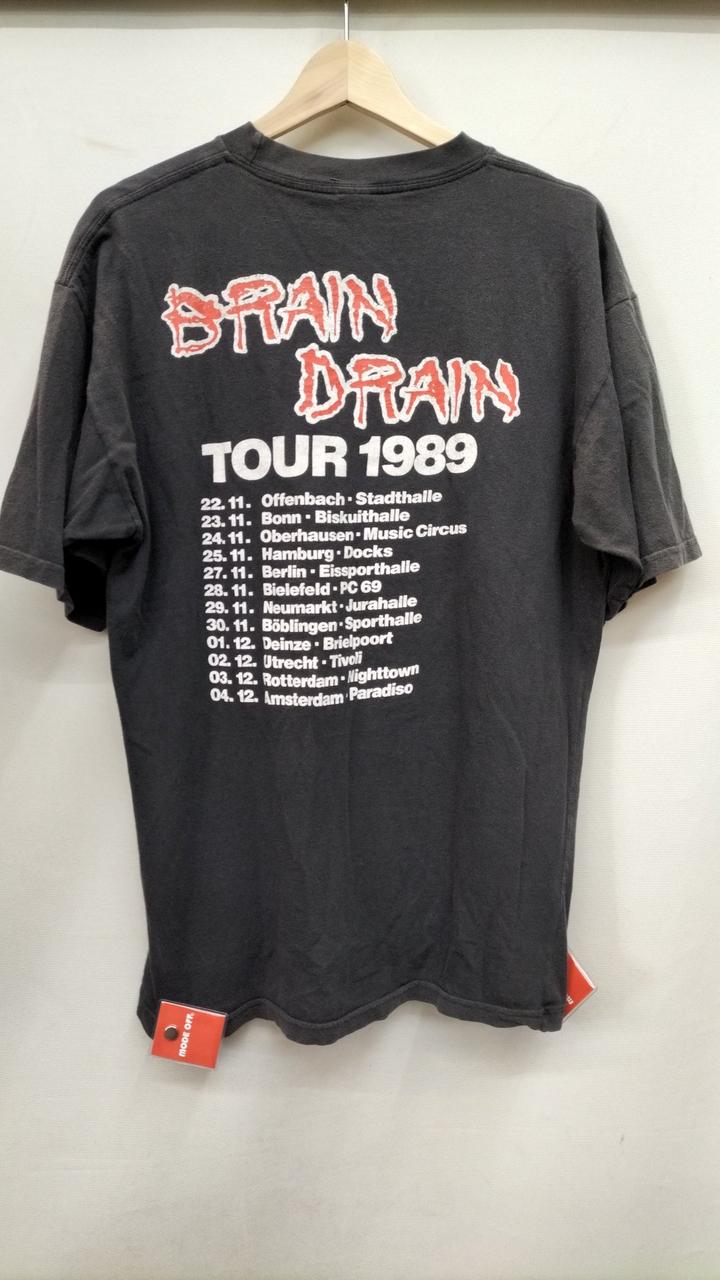 BRAIN
DRAIN
TOUR 1989
22.11. Offenbach · Stadthalle
23.11. Bonn · Biskuithalle
24.11. Oberhausen · Music Circus
25.11. Hamburg · Docks
27.11. Berlin · Eissporthalle
28.11. Bielefeld · PC 69
29.11. Neumarkt · Jurahalle
30.11. Böblingen · Sporthalle
01.12. Deinze · Brielpoort
02.12. Utrecht · Tivoli
03.12. Rotterdam · Nighttown
04.12. Amsterdam · Paradiso
MODE OFF.